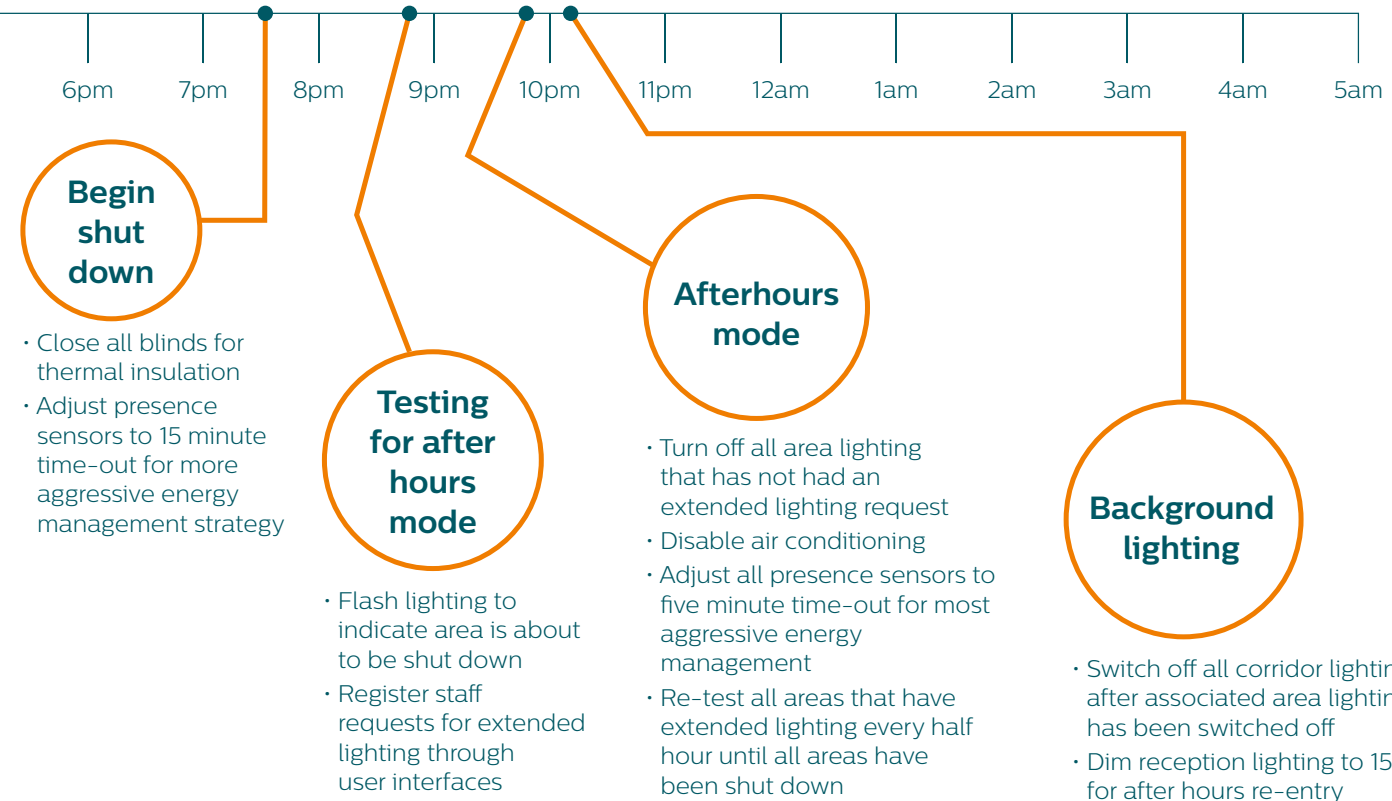 6pm 7pm 8pm 9pm 10pm 11pm 12am 1am 2am 3am 4am 5am
Begin
shut
down
• Close all blinds for
thermal insulation
• Adjust presence
sensors to 15 minute
time-out for more
aggressive energy
management strategy
Testing
for after
hours
mode
• Flash lighting to
indicate area is about
to be shut down
• Register staff
requests for extended
lighting through
user interfaces
Afterhours
mode
• Turn off all area lighting
that has not had an
extended lighting request
• Disable air conditioning
• Adjust all presence sensors to
five minute time-out for most
aggressive energy
management
• Re-test all areas that have
extended lighting every half
hour until all areas have
been shut down
Background
lighting
• Switch off all corridor
after associated area
has been switched off
• Dim reception lighting to 15
for after hours re-entry